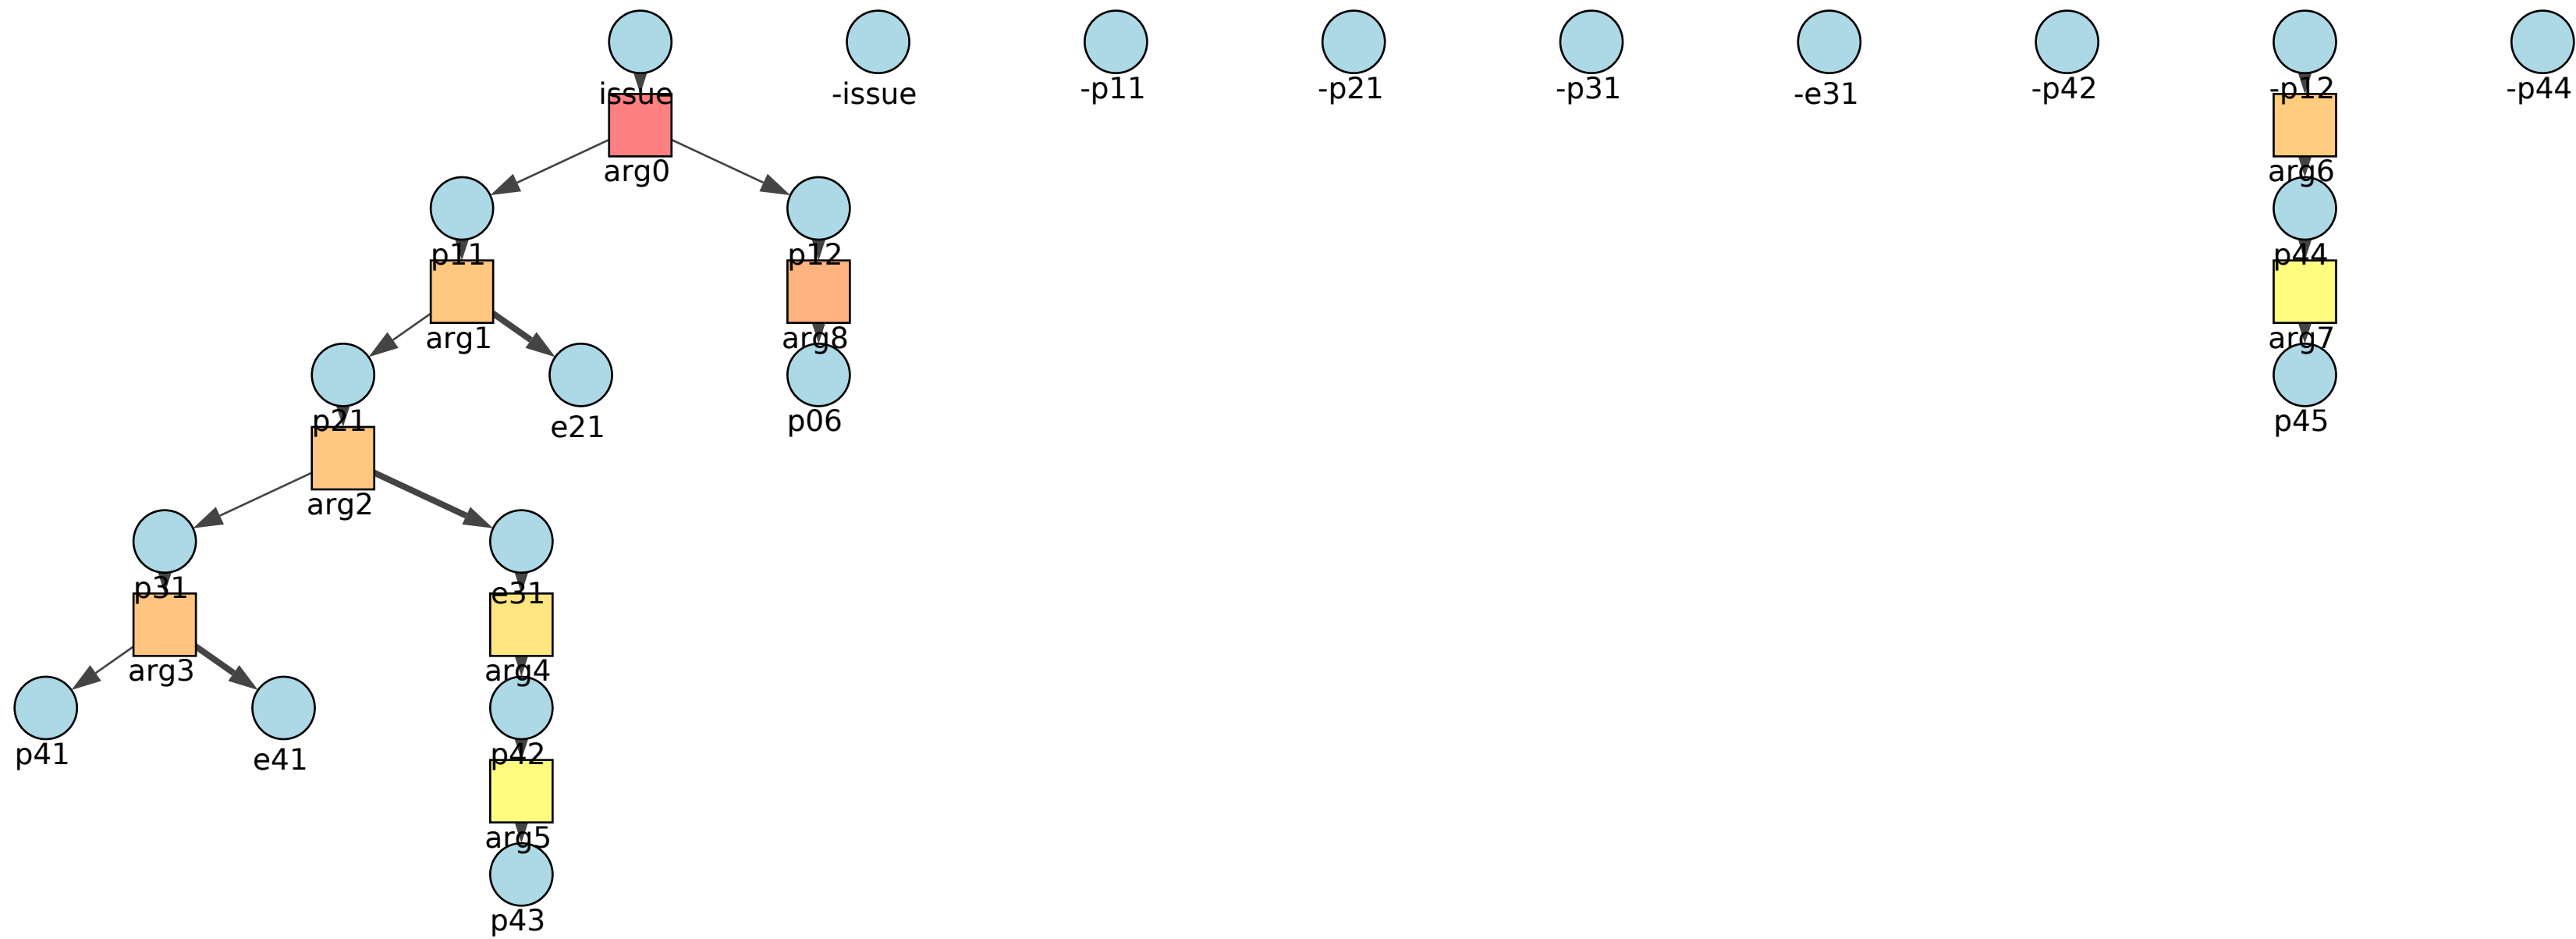 issue
-issue
-p11
-p21
-p31
-e31
-p42
-p12
-p44
arg0
arg6
p11
p12
p44
arg1
arg8
arg7
p21
e21
p06
p45
arg2
p31
e31
arg3
arg4
p41
e41
p42
arg5
p43